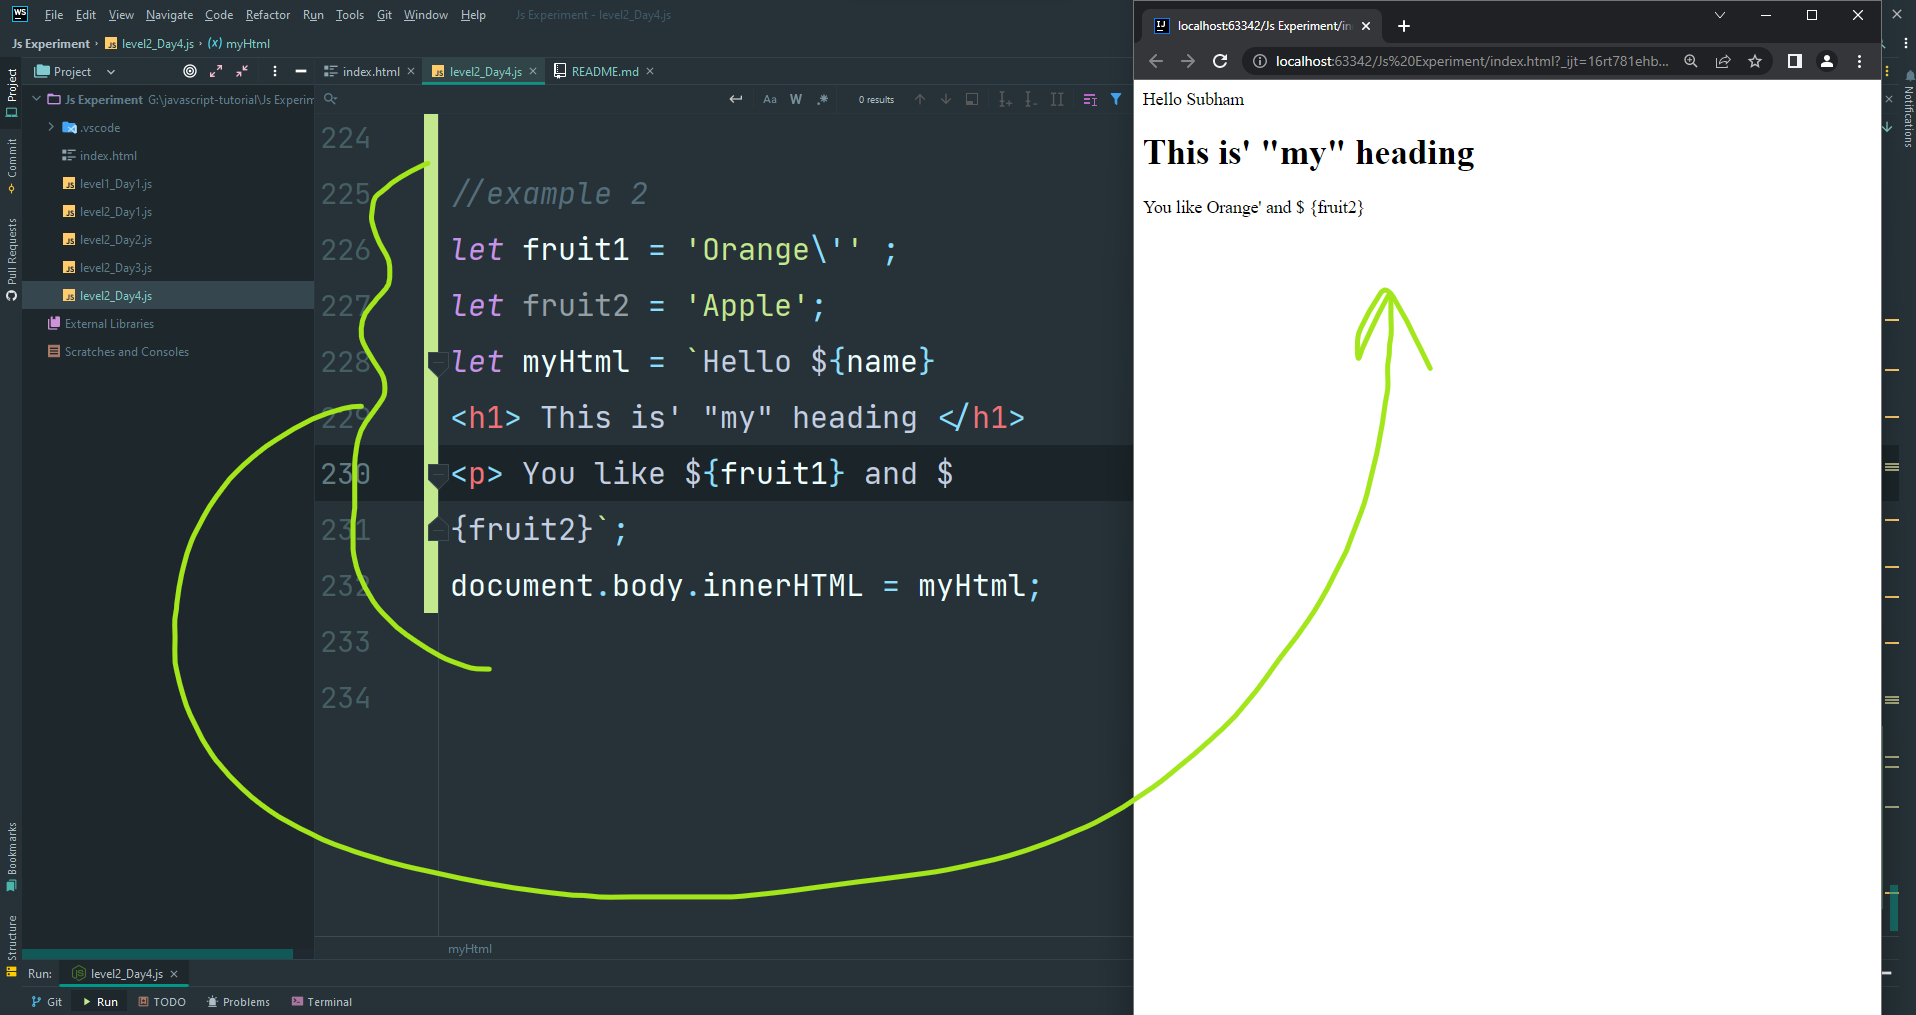 WS File Edit View Navigate Code Refactor Run Tools Git Window Help Js Experiment - level2_Day4.js
Js Experiment level2_Day4.js (x) myHtml
Project
index.html
level2_Day4.js
README.md
Js Experiment G:\javascript-tutorial\Js Experim
.vscode
index.html
level1_Day1.js
level2_Day1.js
level2_Day2.js
level2_Day3.js
level2_Day4.js
External Libraries
Scratches and Consoles
Project
Commit
Pull Requests
Bookmarks
Structure
Aa W .* 0 results
224
225 //example 2
226 let fruit1 = 'Orange\'' ;
227 let fruit2 = 'Apple';
228 let myHtml = `Hello ${name}
229 <h1> This is' "my" heading </h1>
230 <p> You like ${fruit1} and $
231 {fruit2}`;
232 document.body.innerHTML = myHtml;
233
234
myHtml
Run: level2_Day4.js
Git Run TODO Problems Terminal
IJ localhost:63342/Js Experiment/in
localhost:63342/Js%20Experiment/index.html?_ijt=16rt781ehb...
Hello Subham
This is' "my" heading
You like Orange' and $ {fruit2}
Notifications